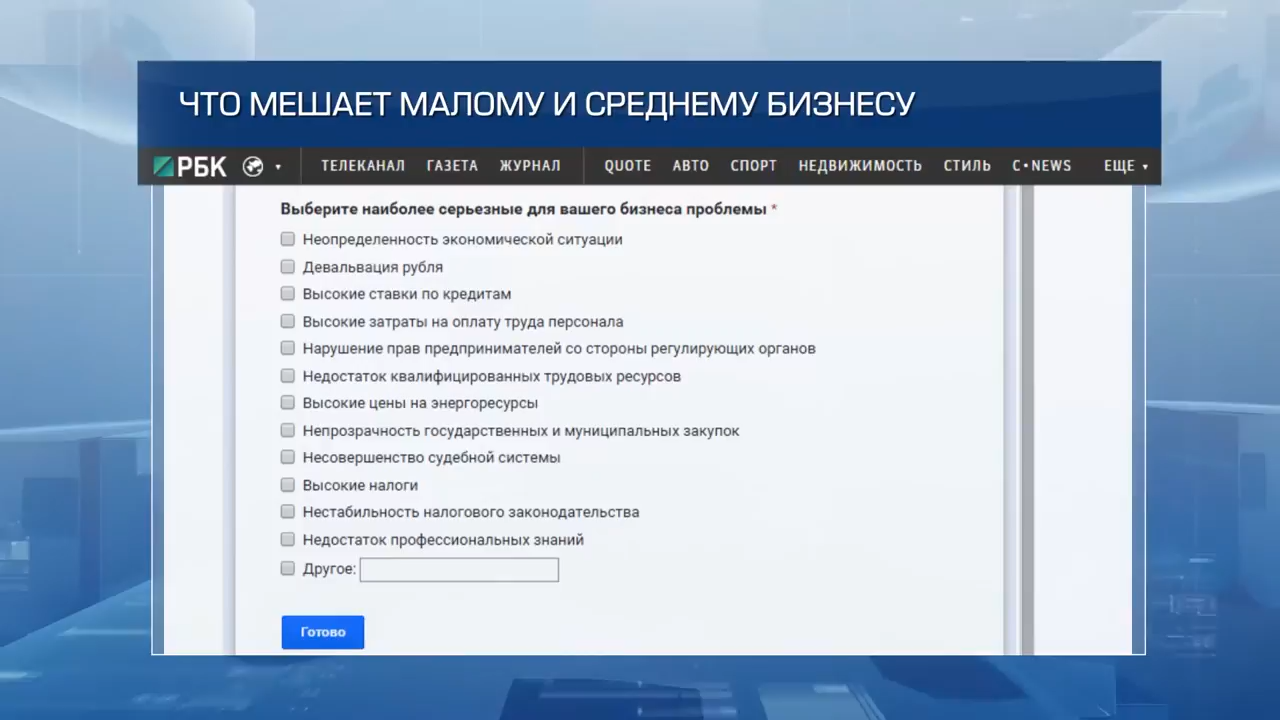 ЧТО МЕШАЕТ МАЛОМУ И СРЕДНЕМУ БИЗНЕСУ
РБК ТЕЛЕКАНАЛ ГАЗЕТА ЖУРНАЛ QUOTE АВТО СПОРТ НЕДВИЖИМОСТЬ СТИЛЬ C•NEWS ЕЩЕ
Выберите наиболее серьезные для вашего бизнеса проблемы *
Неопределенность экономической ситуации
Девальвация рубля
Высокие ставки по кредитам
Высокие затраты на оплату труда персонала
Нарушение прав предпринимателей со стороны регулирующих органов
Недостаток квалифицированных трудовых ресурсов
Высокие цены на энергоресурсы
Непрозрачность государственных и муниципальных закупок
Несовершенство судебной системы
Высокие налоги
Нестабильность налогового законодательства
Недостаток профессиональных знаний
Другое:
Готово